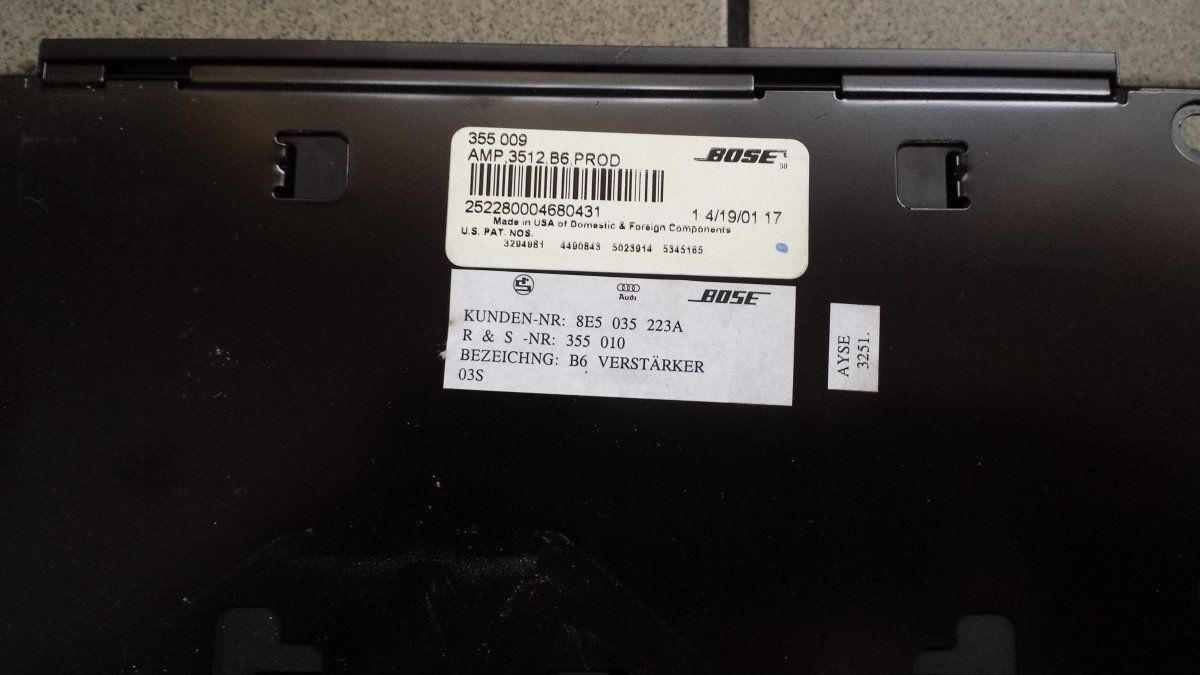 355 009
AMP,3512,B6,PROD
BOSE
252280004680431
1 4/19/01 17
Made in USA of Domestic & Foreign Components
U.S. PAT. NOS.
3294981 4490843 5023914 5345165
Audi
BOSE
KUNDEN-NR: 8E5 035 223A
R & S -NR: 355 010
BEZEICHNG: B6 VERSTÄRKER
03S
AYSE
3251.